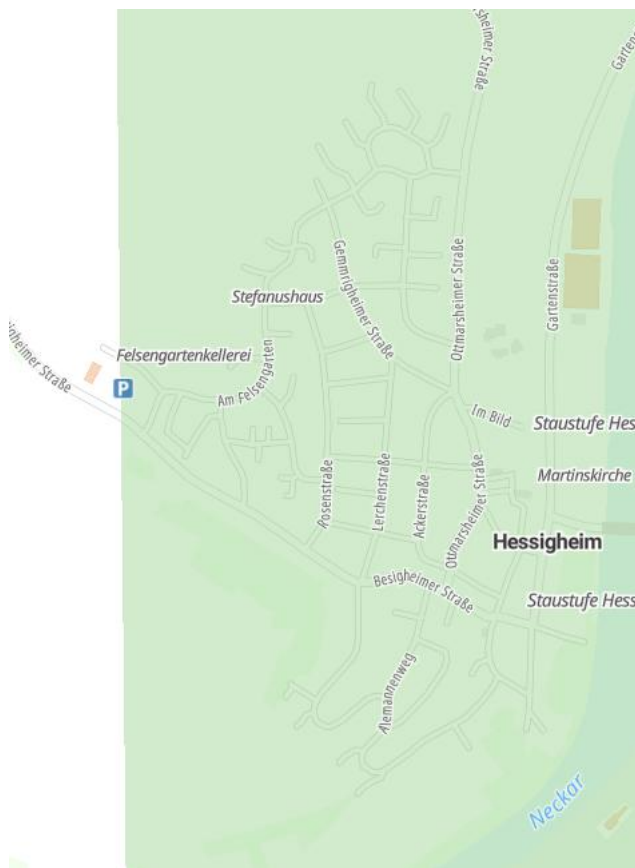 Gartens
Ottmarsheimer Straße
Gemmrigheimer Straße
Gartenstraße
Stefanushaus
Felsengartenkellerei
P
Am Felsengarten
Im Bild
Staustufe Hes
Martinskirche
Rosenstraße
Lerchenstraße
Ackerstraße
Ottmarsheimer Straße
Hessigheim
Besigheimer Straße
Staustufe Hess
Alemannenweg
Neckar